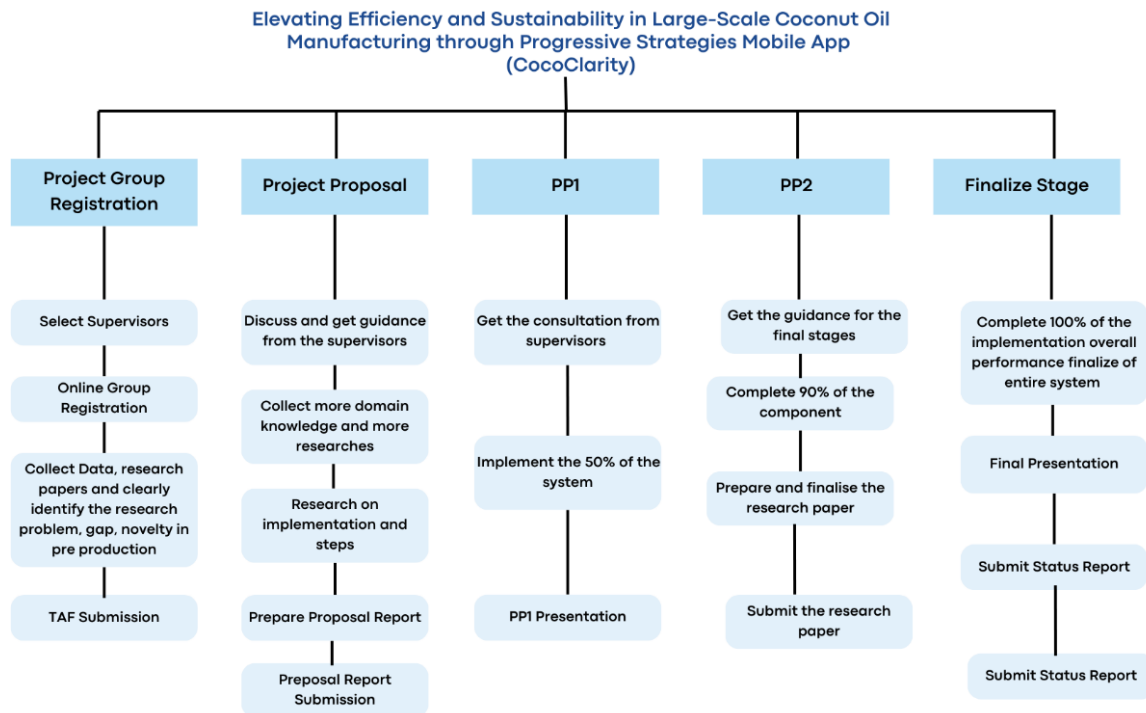 Elevating Efficiency and Sustainability in Large-Scale Coconut Oil
Manufacturing through Progressive Strategies Mobile App
(CocoClarity)
Project Group
Registration
Select Supervisors
Online Group
Registration
Collect Data, research
papers and clearly
identify the research
problem, gap, novelty in
pre production
TAF Submission
Project Proposal
Discuss and get guidance
from the supervisors
Collect more domain
knowledge and more
researches
Research on
implementation and
steps
Prepare Proposal Report
Preposal Report
Submission
PP1
Get the consultation from
supervisors
Implement the 50% of the
system
PP1 Presentation
PP2
Get the guidance for the
final stages
Complete 90% of the
component
Prepare and finalise the
research paper
Submit the research
paper
Finalize Stage
Complete 100% of the
implementation overall
performance finalize of
entire system
Final Presentation
Submit Status Report
Submit Status Report